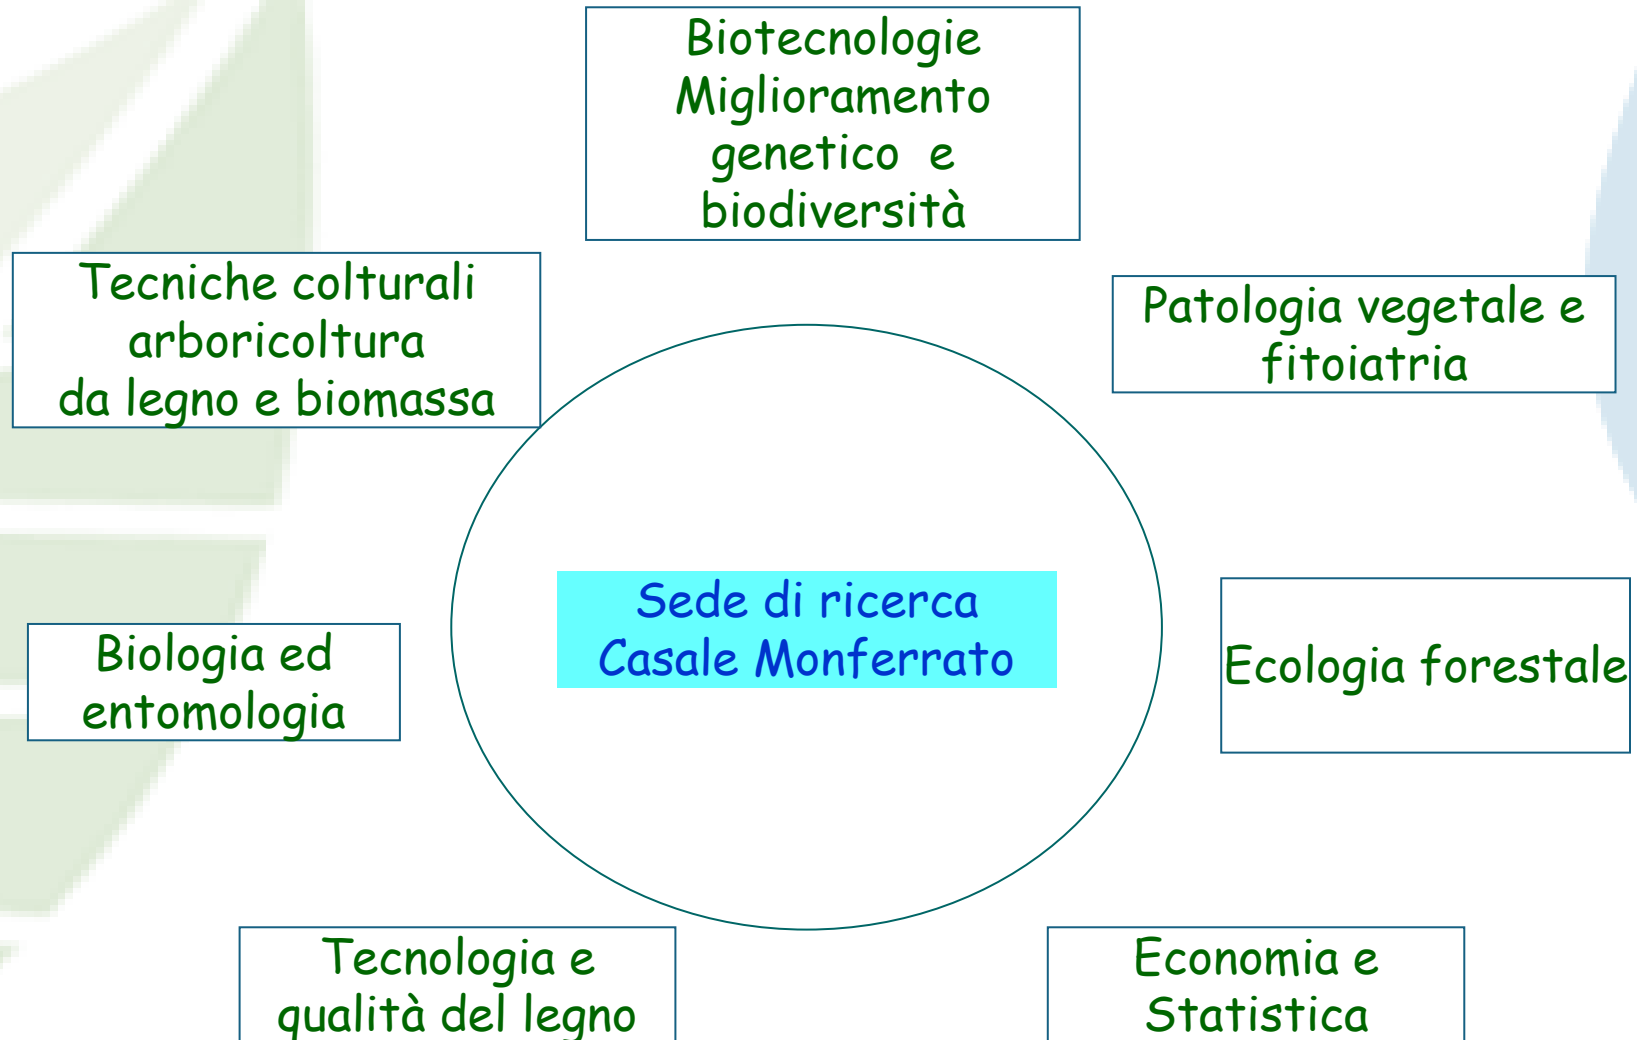 Biotecnologie
Miglioramento
genetico e
biodiversità
Tecniche colturali
arboricoltura
da legno e biomassa
Patologia vegetale e
fitoiatria
Sede di ricerca
Casale Monferrato
Biologia ed
entomologia
Ecologia forestale
Tecnologia e
qualità del legno
Economia e
Statistica